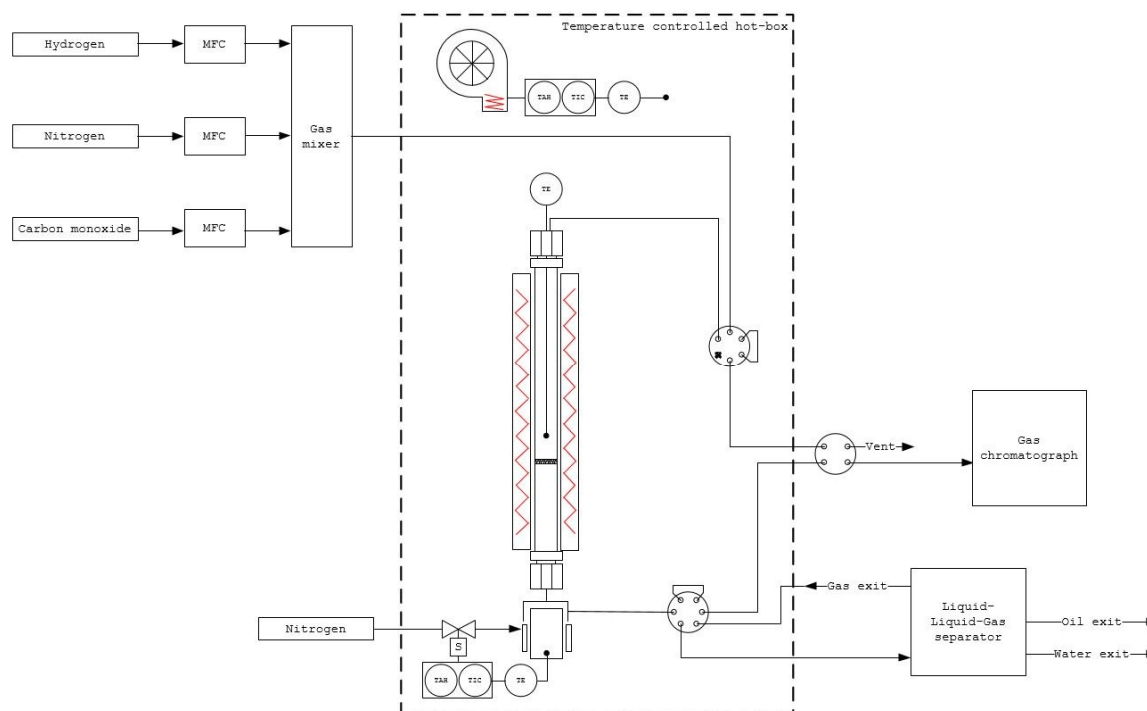 Temperature controlled hot-box
Hydrogen
MFC
TAH
TIC
TE
Nitrogen
MFC
Gas
mixer
TE
Carbon monoxide
MFC
Vent
Gas
chromatograph
Gas exit
Liquid-
Liquid-Gas
separator
Oil exit
Water exit
Nitrogen
S
TAH
TIC
TE